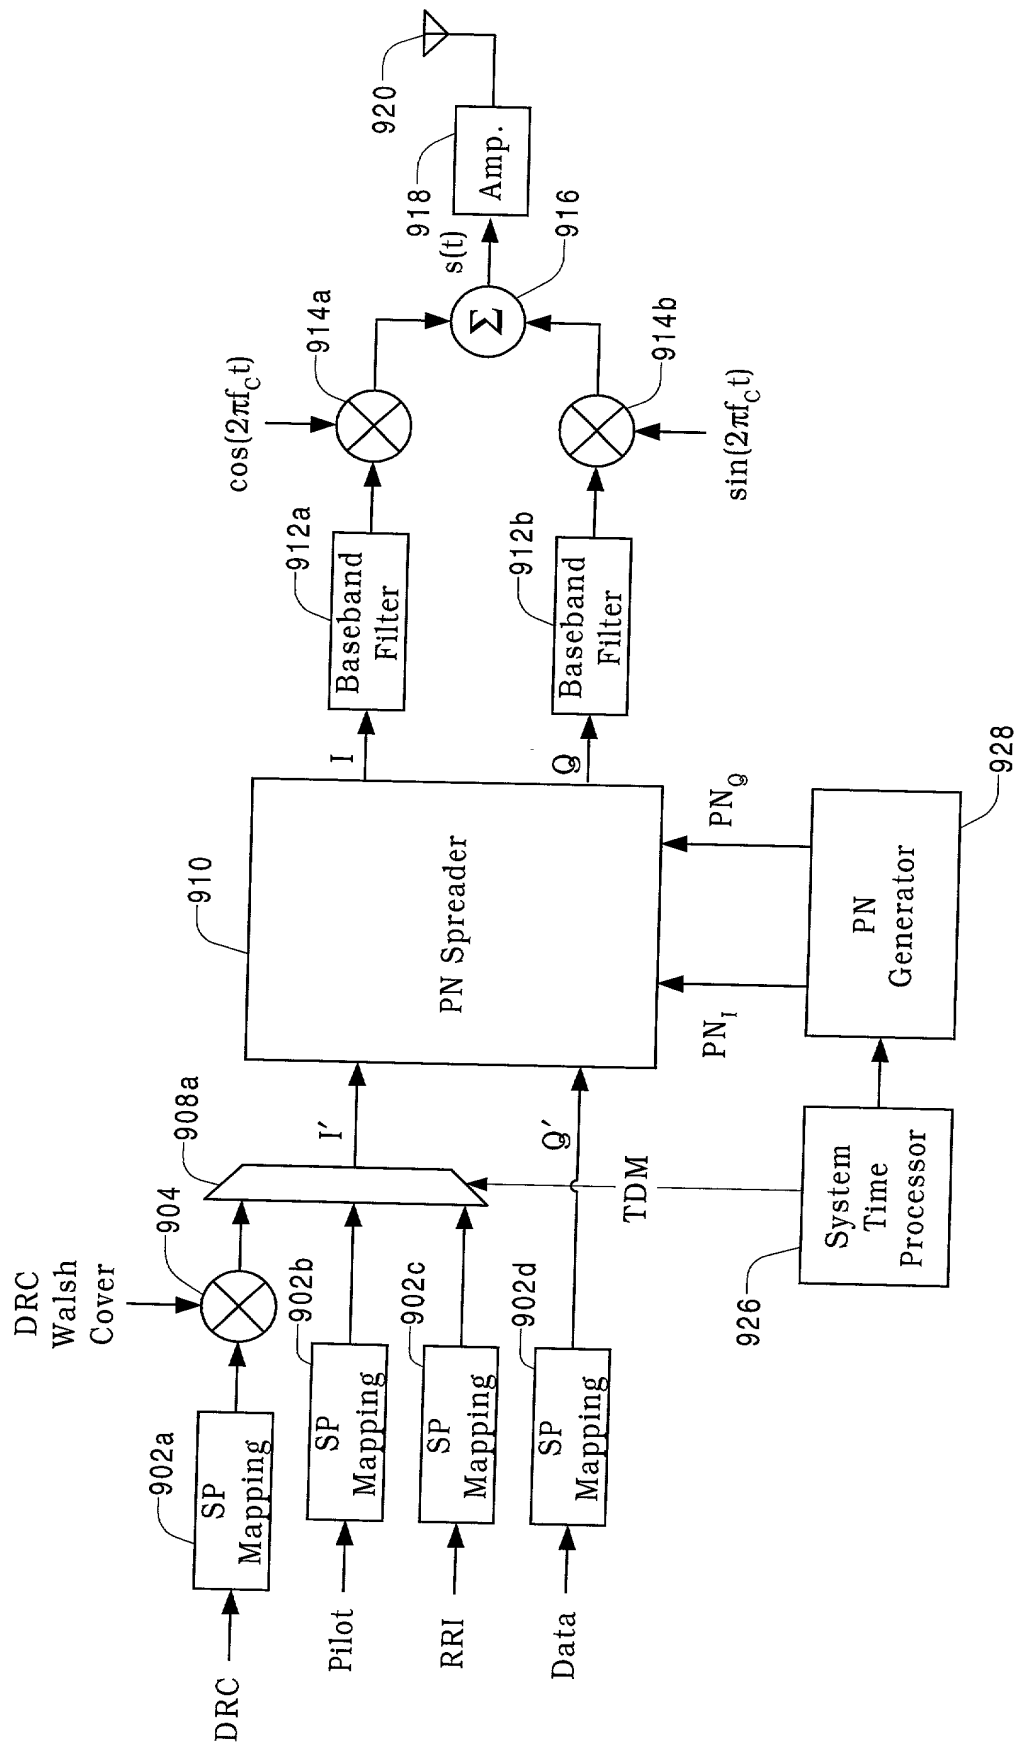 DRC
Walsh
Cover
904
908a
902a
SP
Mapping
DRC
902b
SP
Mapping
Pilot
902c
SP
Mapping
RRI
902d
SP
Mapping
Data
I′
Q′
TDM
926
System
Time
Processor
910
PN Spreader
PN_I
PN_Q
PN
Generator
928
I
Q
912a
Baseband
Filter
912b
Baseband
Filter
cos(2πf_C t)
914a
sin(2πf_C t)
914b
Σ
916
s(t)
918
Amp.
920